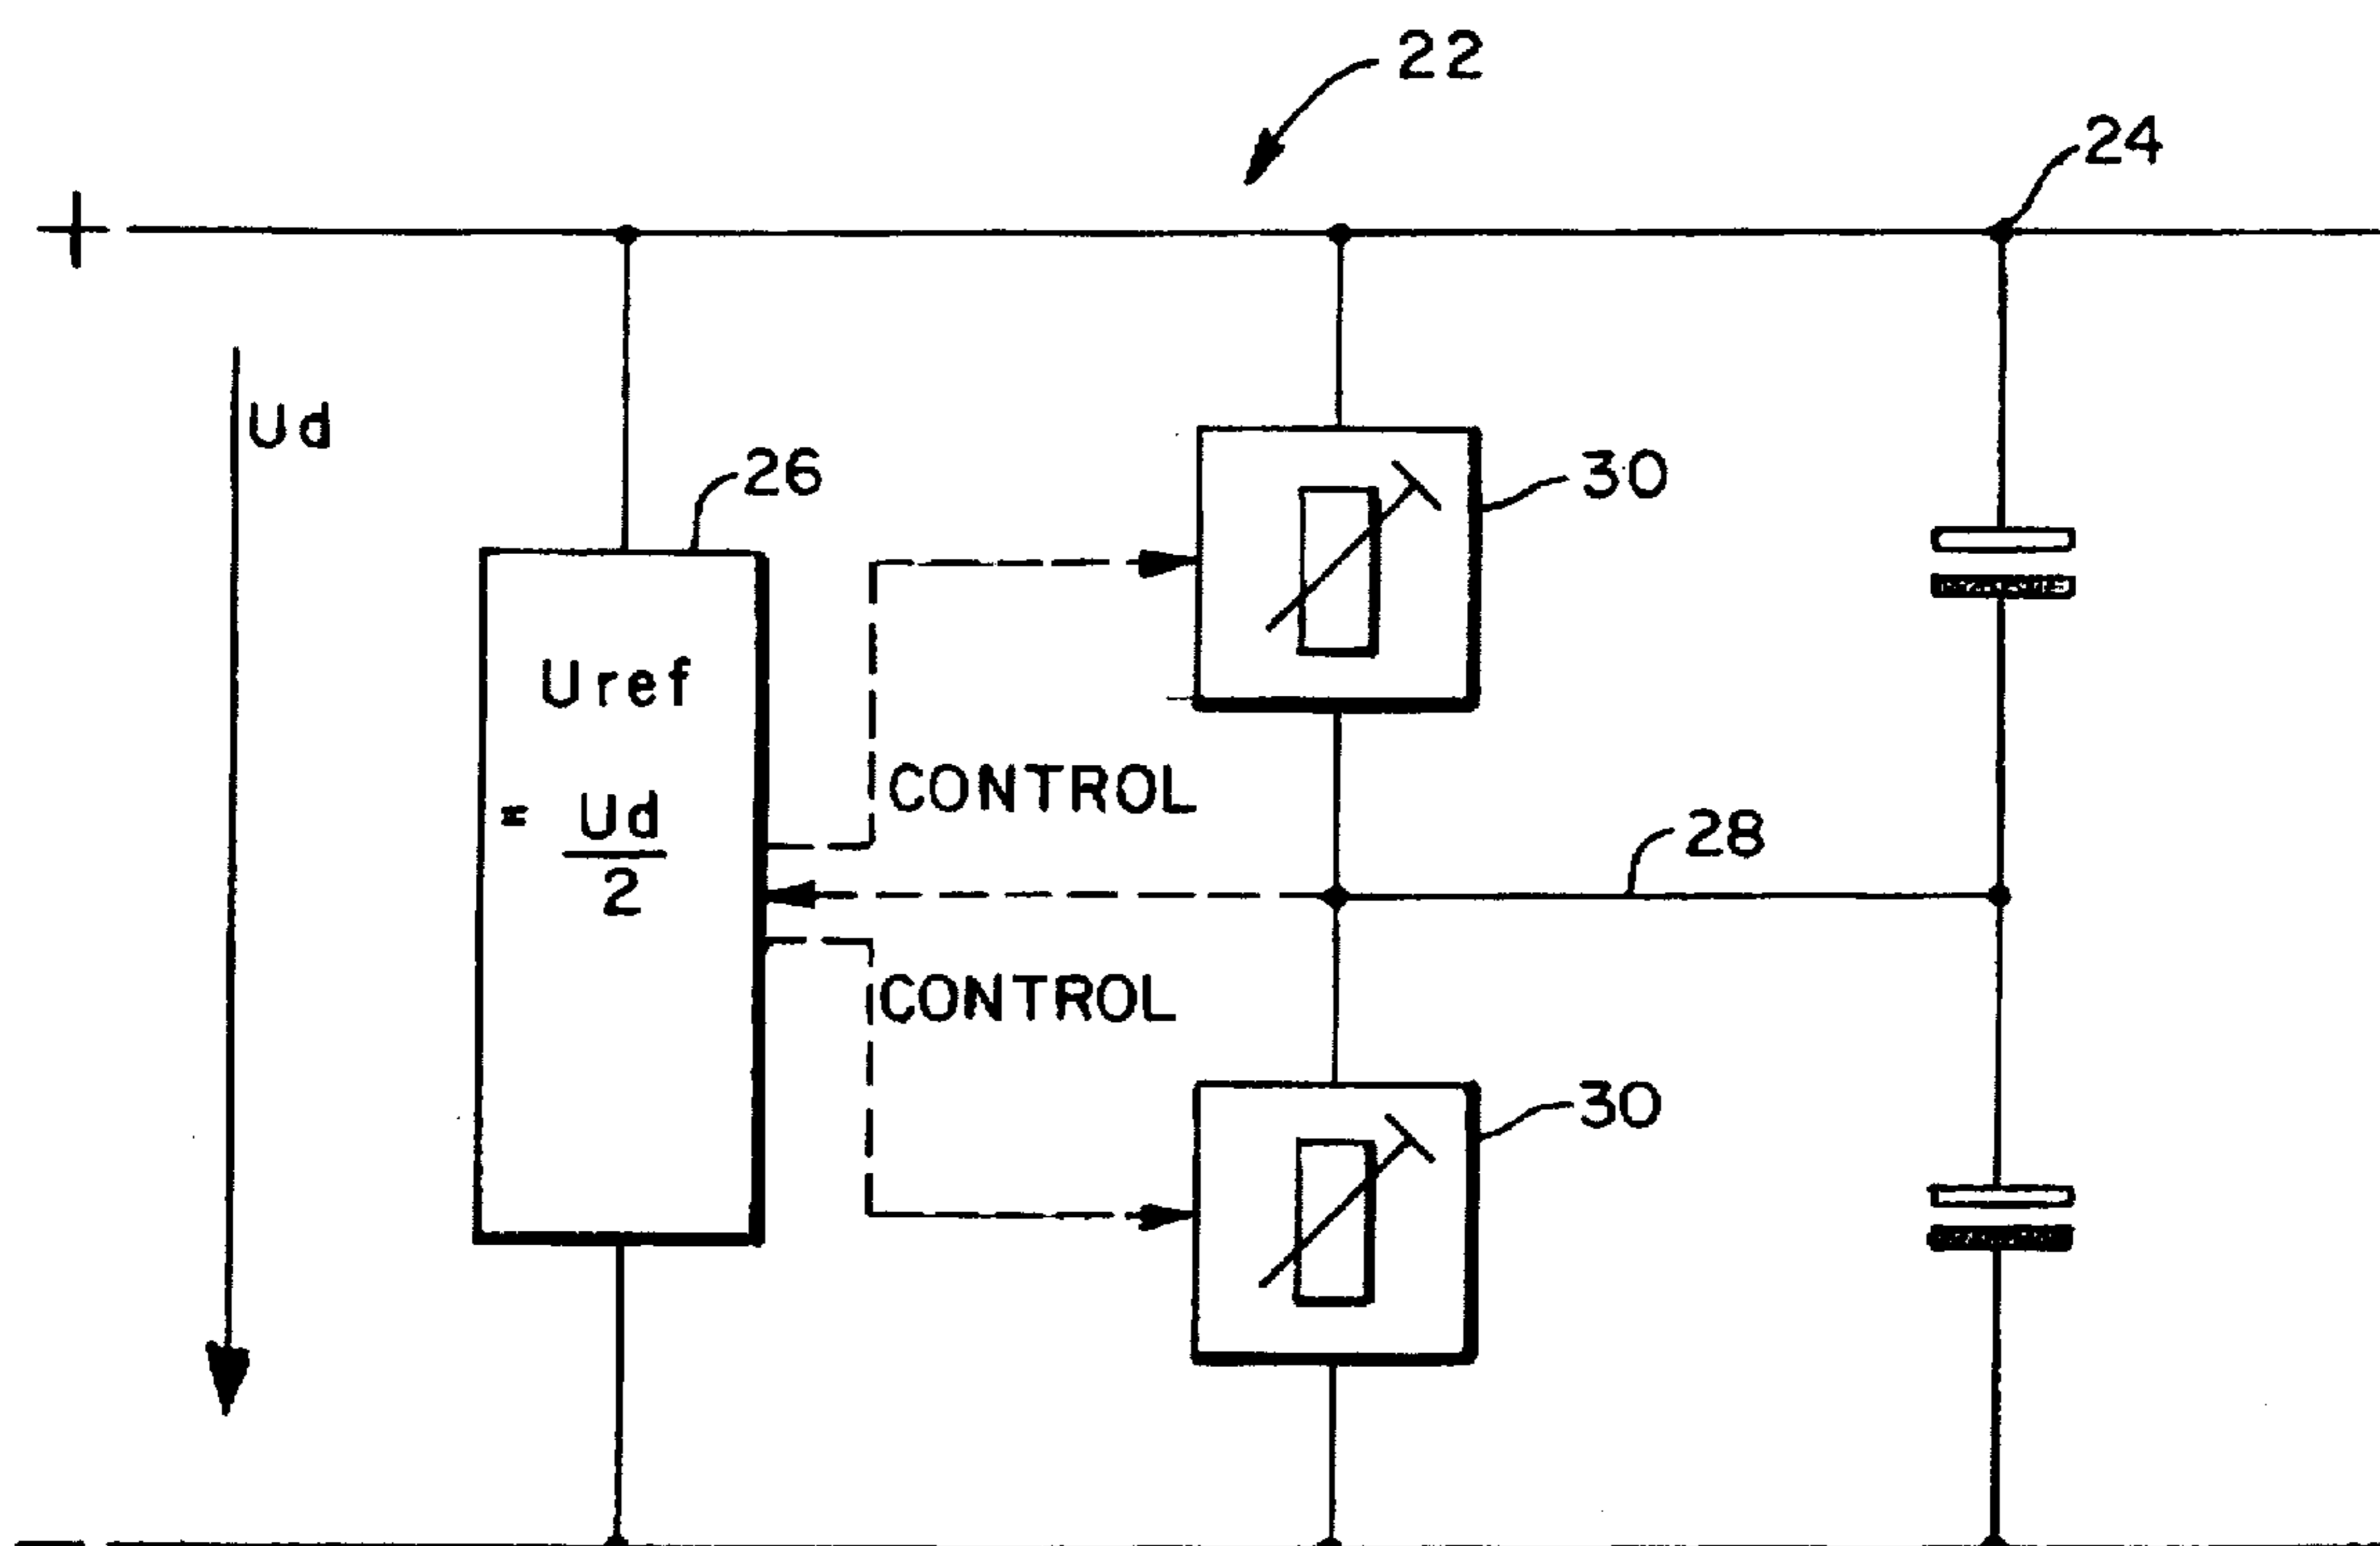 22
24
+
Ud
26
30
Uref
= Ud
2
CONTROL
28
CONTROL
30